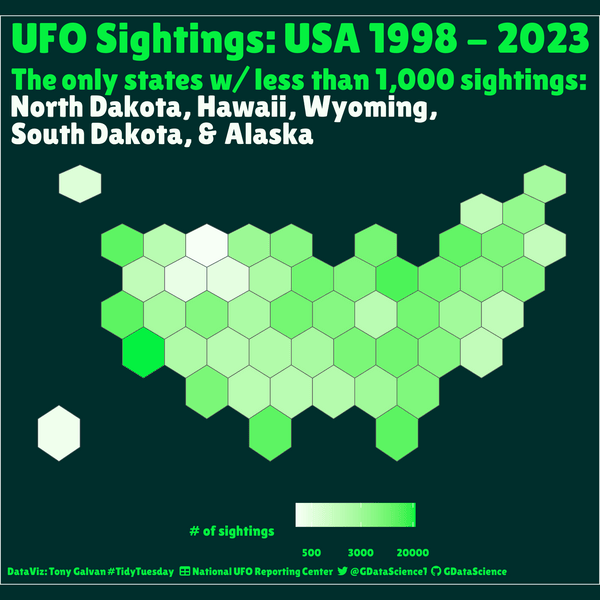 UFO Sightings: USA 1998 – 2023
The only states w/ less than 1,000 sightings:
North Dakota, Hawaii, Wyoming,
South Dakota, & Alaska
# of sightings
500 3000 20000
DataViz: Tony Galvan #TidyTuesday National UFO Reporting Center @GDataScience1 GDataScience